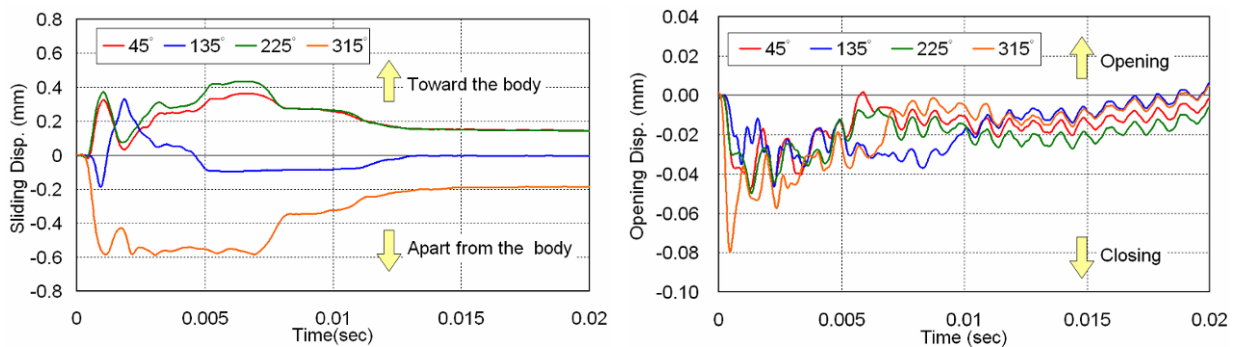 Sliding Disp. (mm)
0.8
0.6
0.4
0.2
0
-0.2
-0.4
-0.6
-0.8
45° 135° 225° 315°
Toward the body
Apart from the body
0 0.005 0.01 0.015 0.02
Time(sec)
Opening Disp. (mm)
0.04
0.02
0.00
-0.02
-0.04
-0.06
-0.08
-0.10
45° 135° 225° 315°
Opening
Closing
0 0.005 0.01 0.015 0.02
Time (sec)